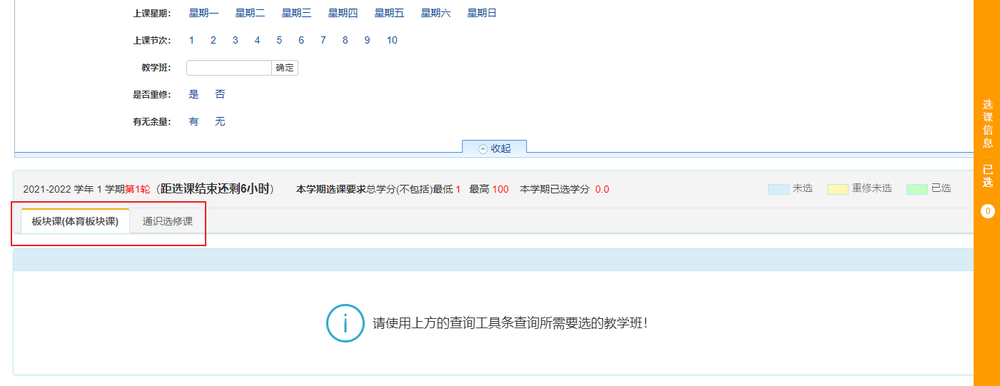 上课星期： 星期一 星期二 星期三 星期四 星期五 星期六 星期日
上课节次： 1 2 3 4 5 6 7 8 9 10
教学班： 确定
是否重修： 是 否
有无余量： 有 无
收起
2021-2022 学年 1 学期第1轮（距选课结束还剩6小时） 本学期选课要求总学分(不包括)最低 1 最高 100 本学期已选学分 0.0 未选 重修未选 已选
板块课(体育板块课) 通识选修课
请使用上方的查询工具条查询所需要选的教学班！
选课信息
已选
0